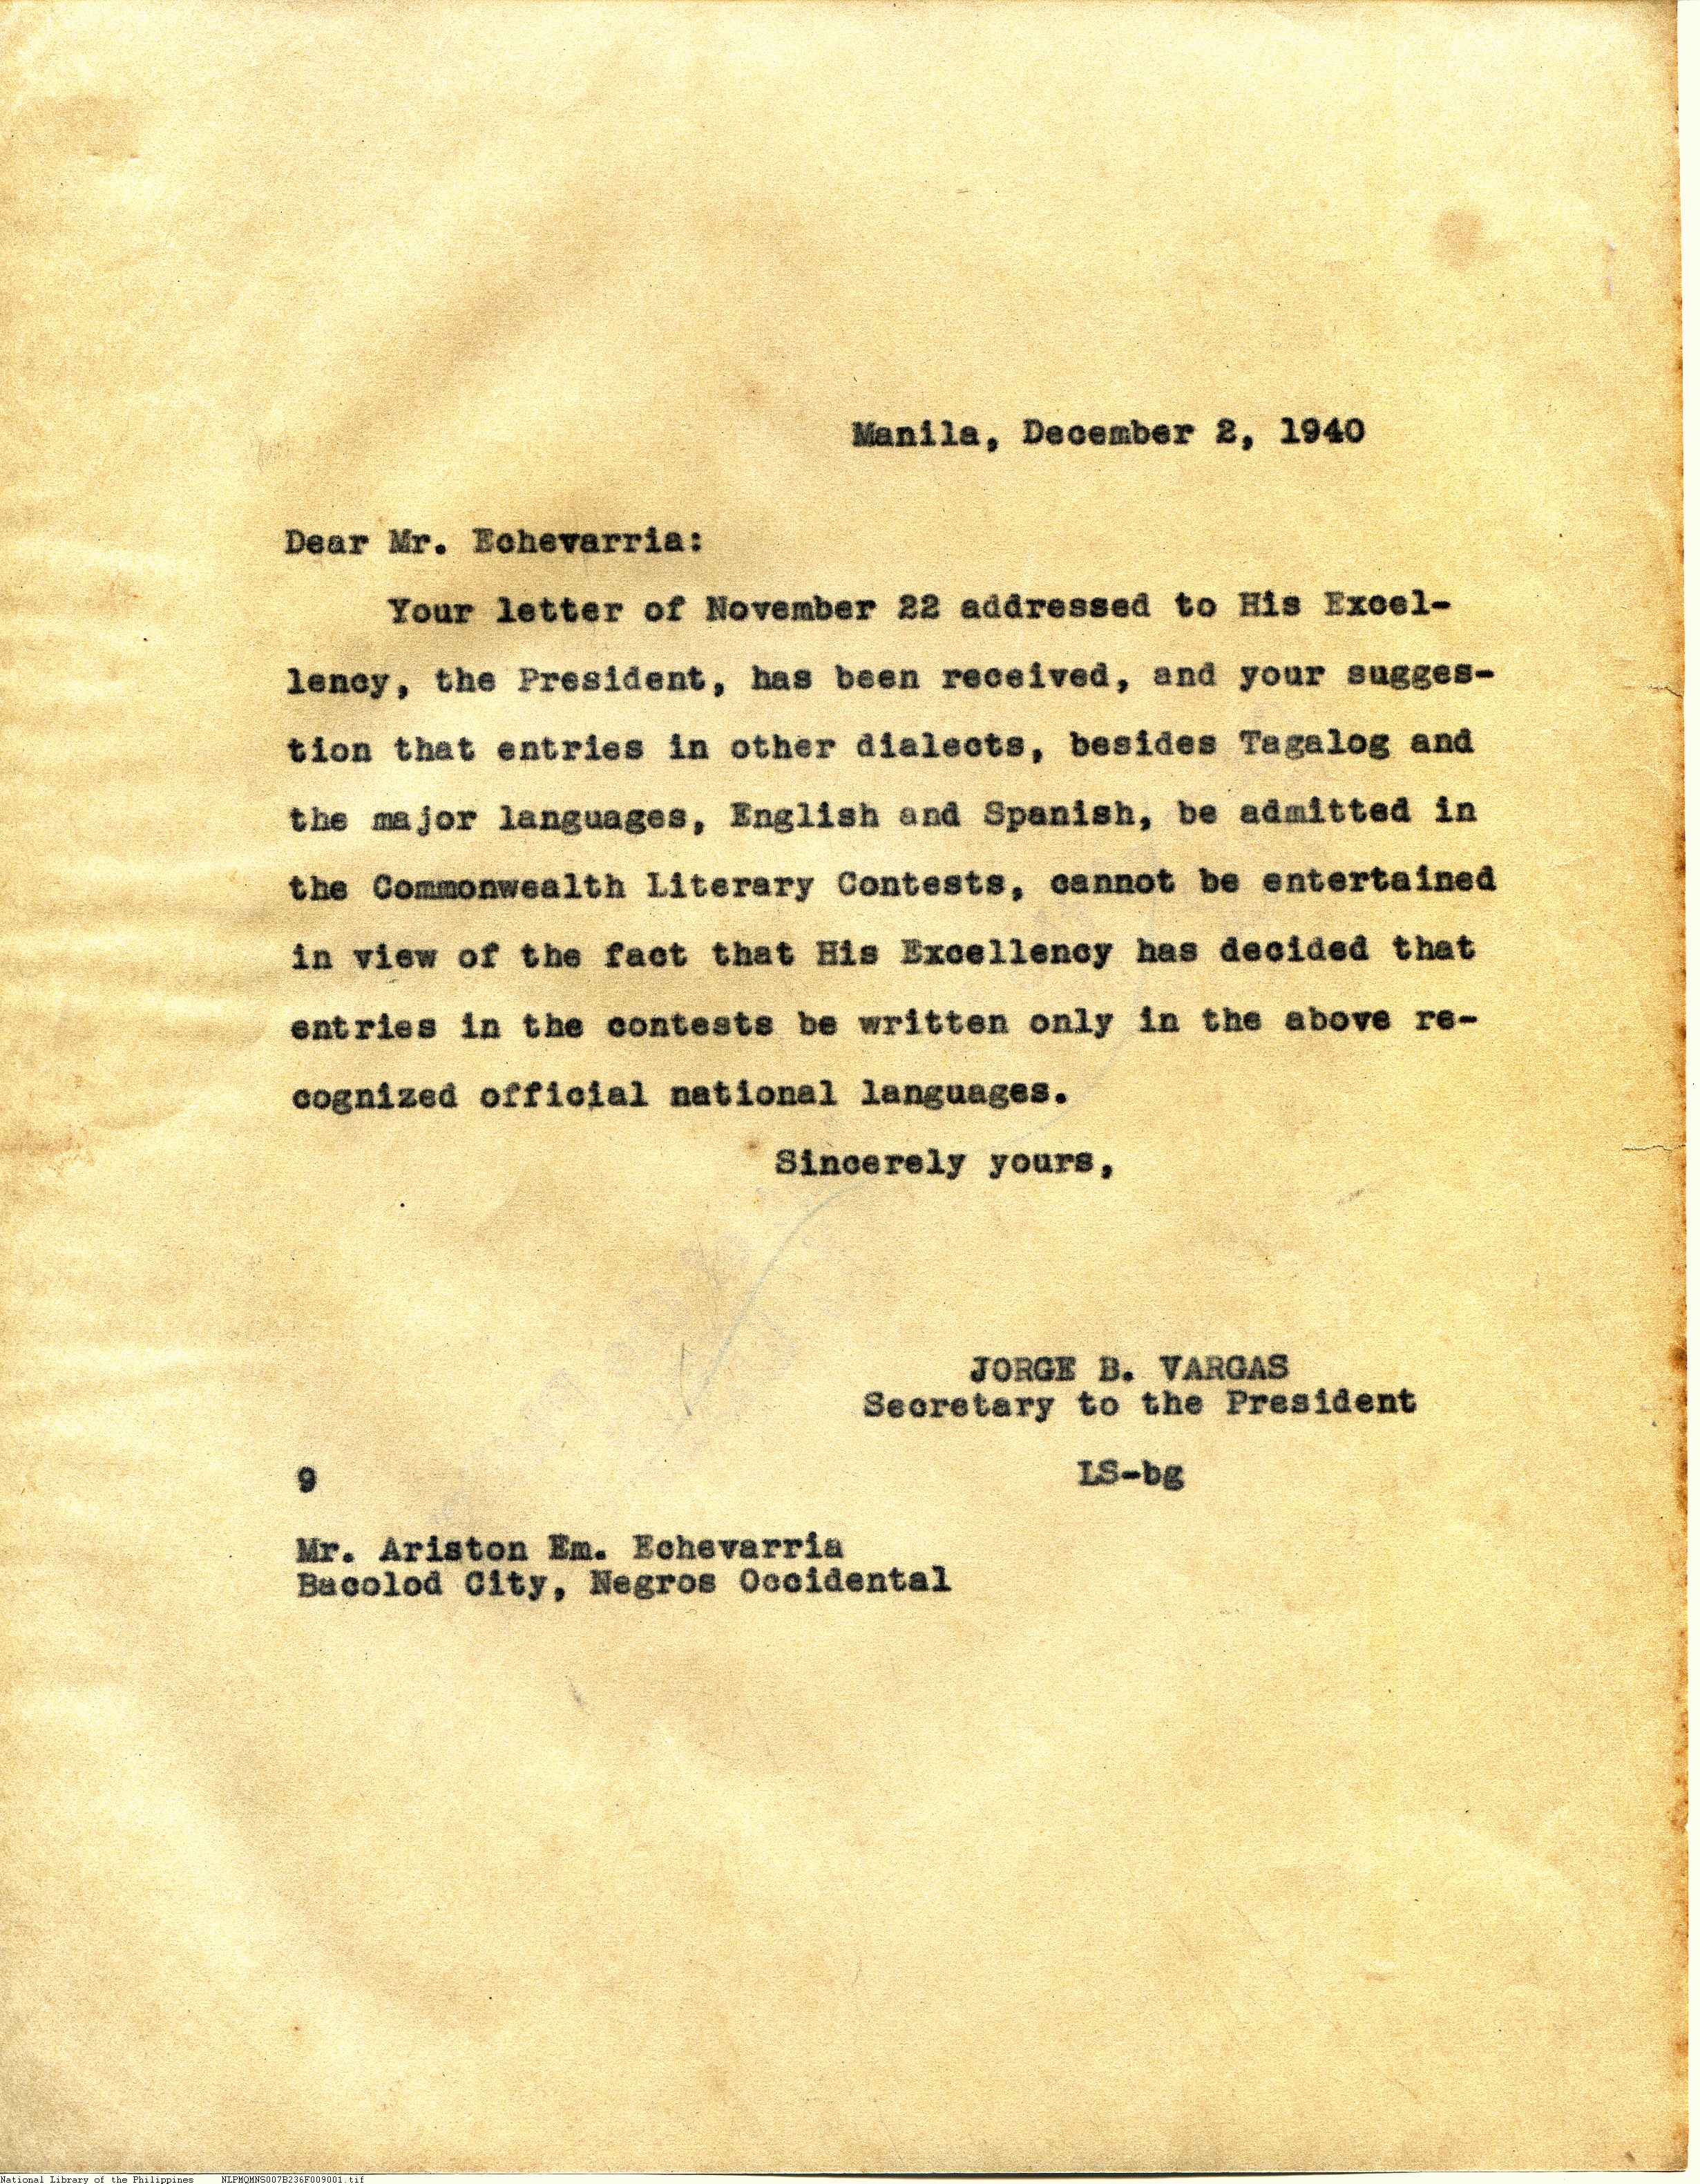 Manila, December 2, 1940
Dear Mr. Echevarria:
Your letter of November 22 addressed to His Excel-
lency, the President, has been received, and your sugges-
tion that entries in other dialects, besides Tagalog and
the major languages, English and Spanish, be admitted in
the Commonwealth Literary Contests, cannot be entertained
in view of the fact that His Excellency has decided that
entries in the contests be written only in the above re-
cognized official national languages.
Sincerely yours,
JORGE B. VARGAS
Secretary to the President
9
LS-bg
Mr. Ariston Em. Echevarria
Bacolod City, Negros Occidental
National Library of the Philippines NLPMQMNS007B236F009001.tif